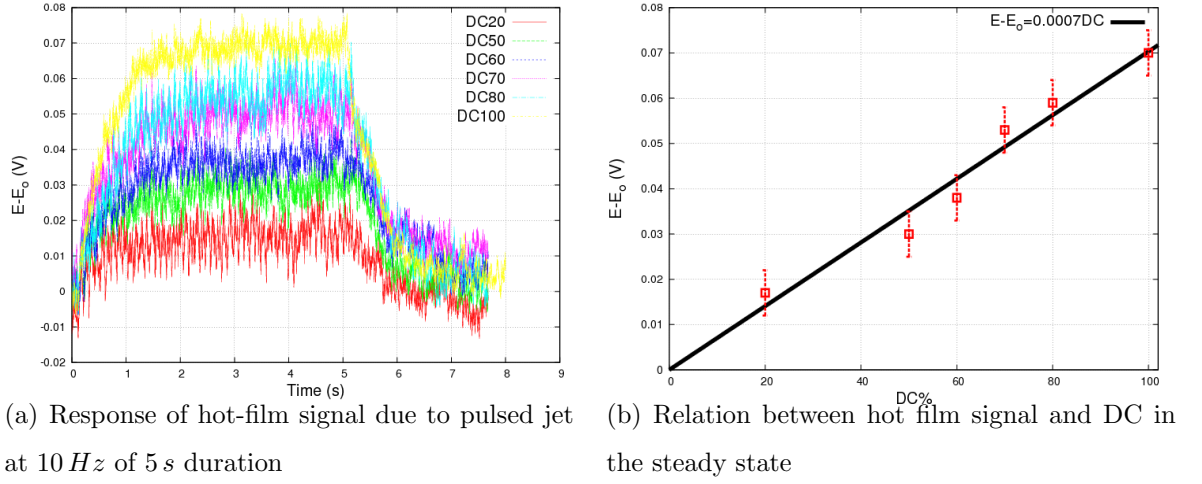 DC20
DC50
DC60
DC70
DC80
DC100
0.08
0.07
0.06
0.05
0.04
0.03
0.02
0.01
0
-0.01
-0.02
E-Eo (V)
0 1 2 3 4 5 6 7 8 9
Time (s)
(a) Response of hot-film signal due to pulsed jet
at 10 Hz of 5 s duration
E-Eo=0.0007DC
0.08
0.07
0.06
0.05
0.04
0.03
0.02
0.01
0
E-Eo (V)
0 20 40 60 80 100
DC%
(b) Relation between hot film signal and DC in
the steady state